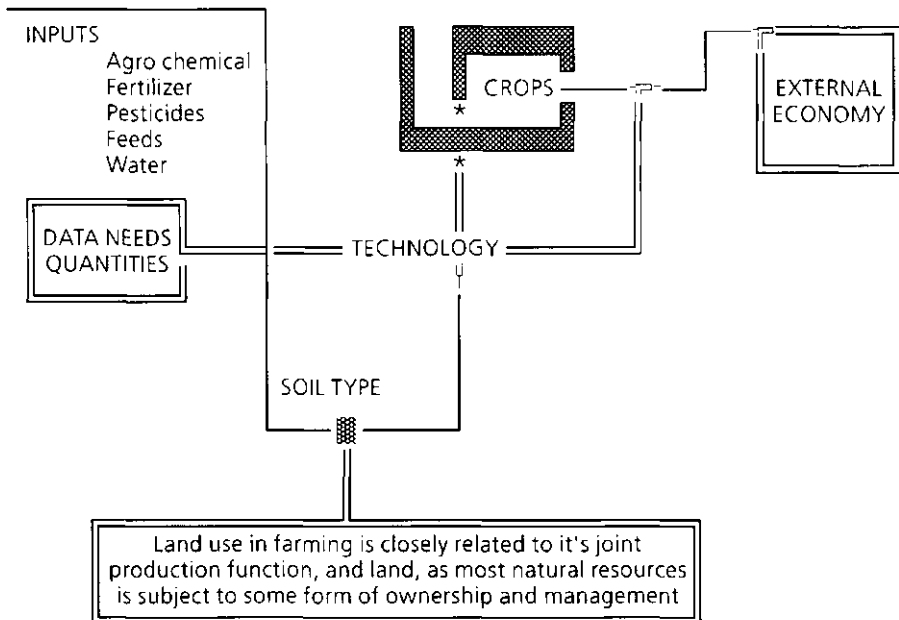 INPUTS
Agro chemical
Fertilizer
Pesticides
Feeds
Water
CROPS
*
*
EXTERNAL
ECONOMY
DATA NEEDS
QUANTITIES
TECHNOLOGY
SOIL TYPE
Land use in farming is closely related to it's joint
production function, and land, as most natural resources
is subject to some form of ownership and management